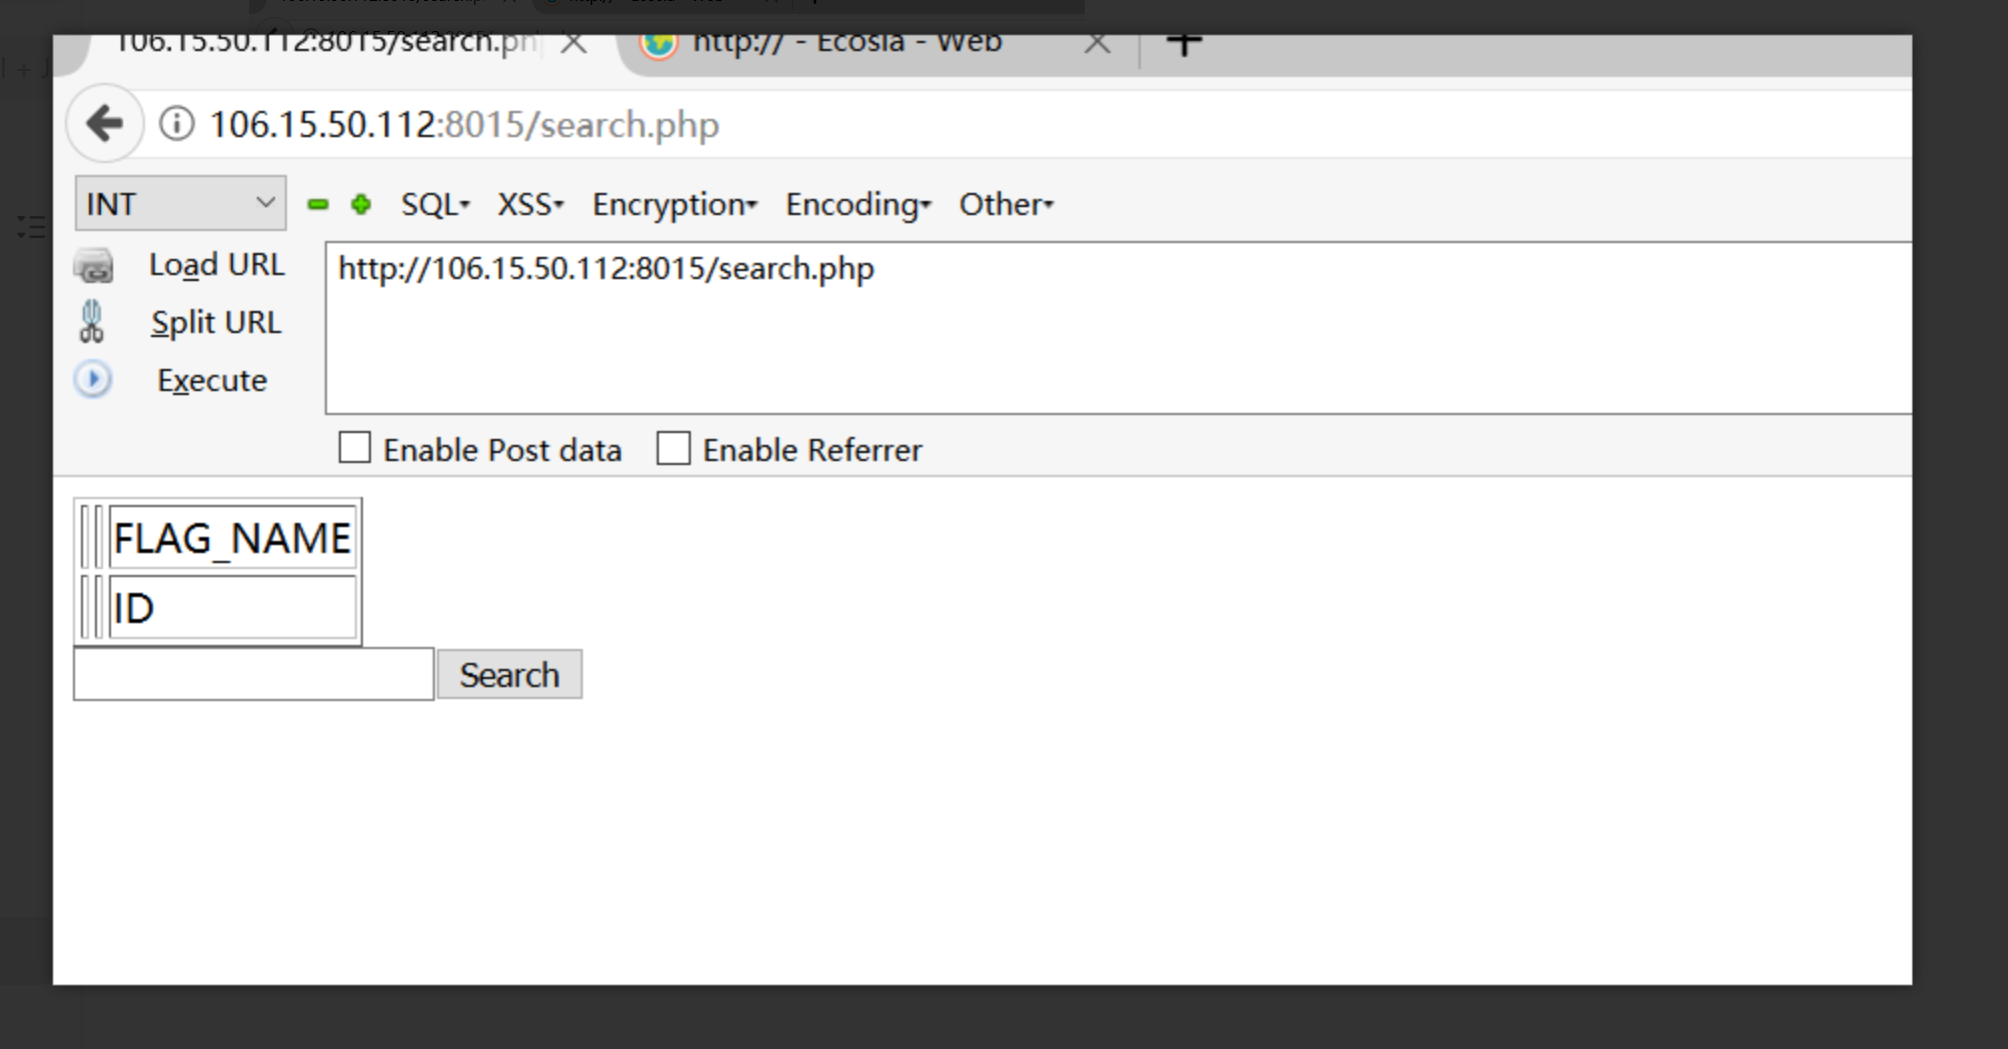 106.15.50.112:8015/search.ph
http:// - Ecosia - Web
106.15.50.112:8015/search.php
INT
SQL XSS Encryption Encoding Other
Load URL
http://106.15.50.112:8015/search.php
Split URL
Execute
Enable Post data
Enable Referrer
FLAG_NAME
ID
Search